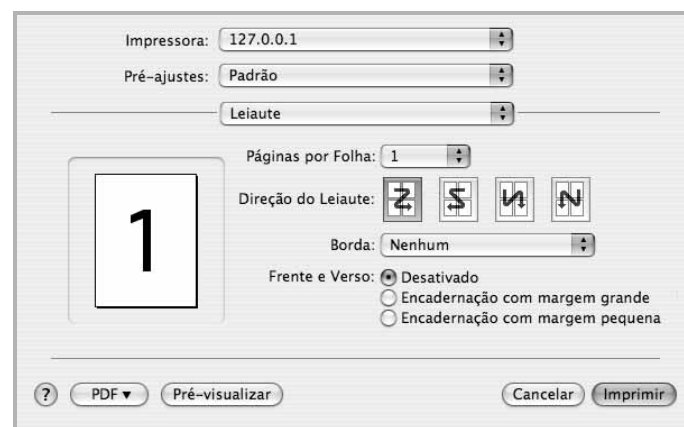 Impressora: 127.0.0.1
Pré-ajustes: Padrão
Leiaute
Páginas por Folha: 1
1
Direção do Leiaute:
Borda: Nenhum
Frente e Verso: Desativado
Encadernação com margem grande
Encadernação com margem pequena
? PDF▼ Pré-visualizar Cancelar Imprimir